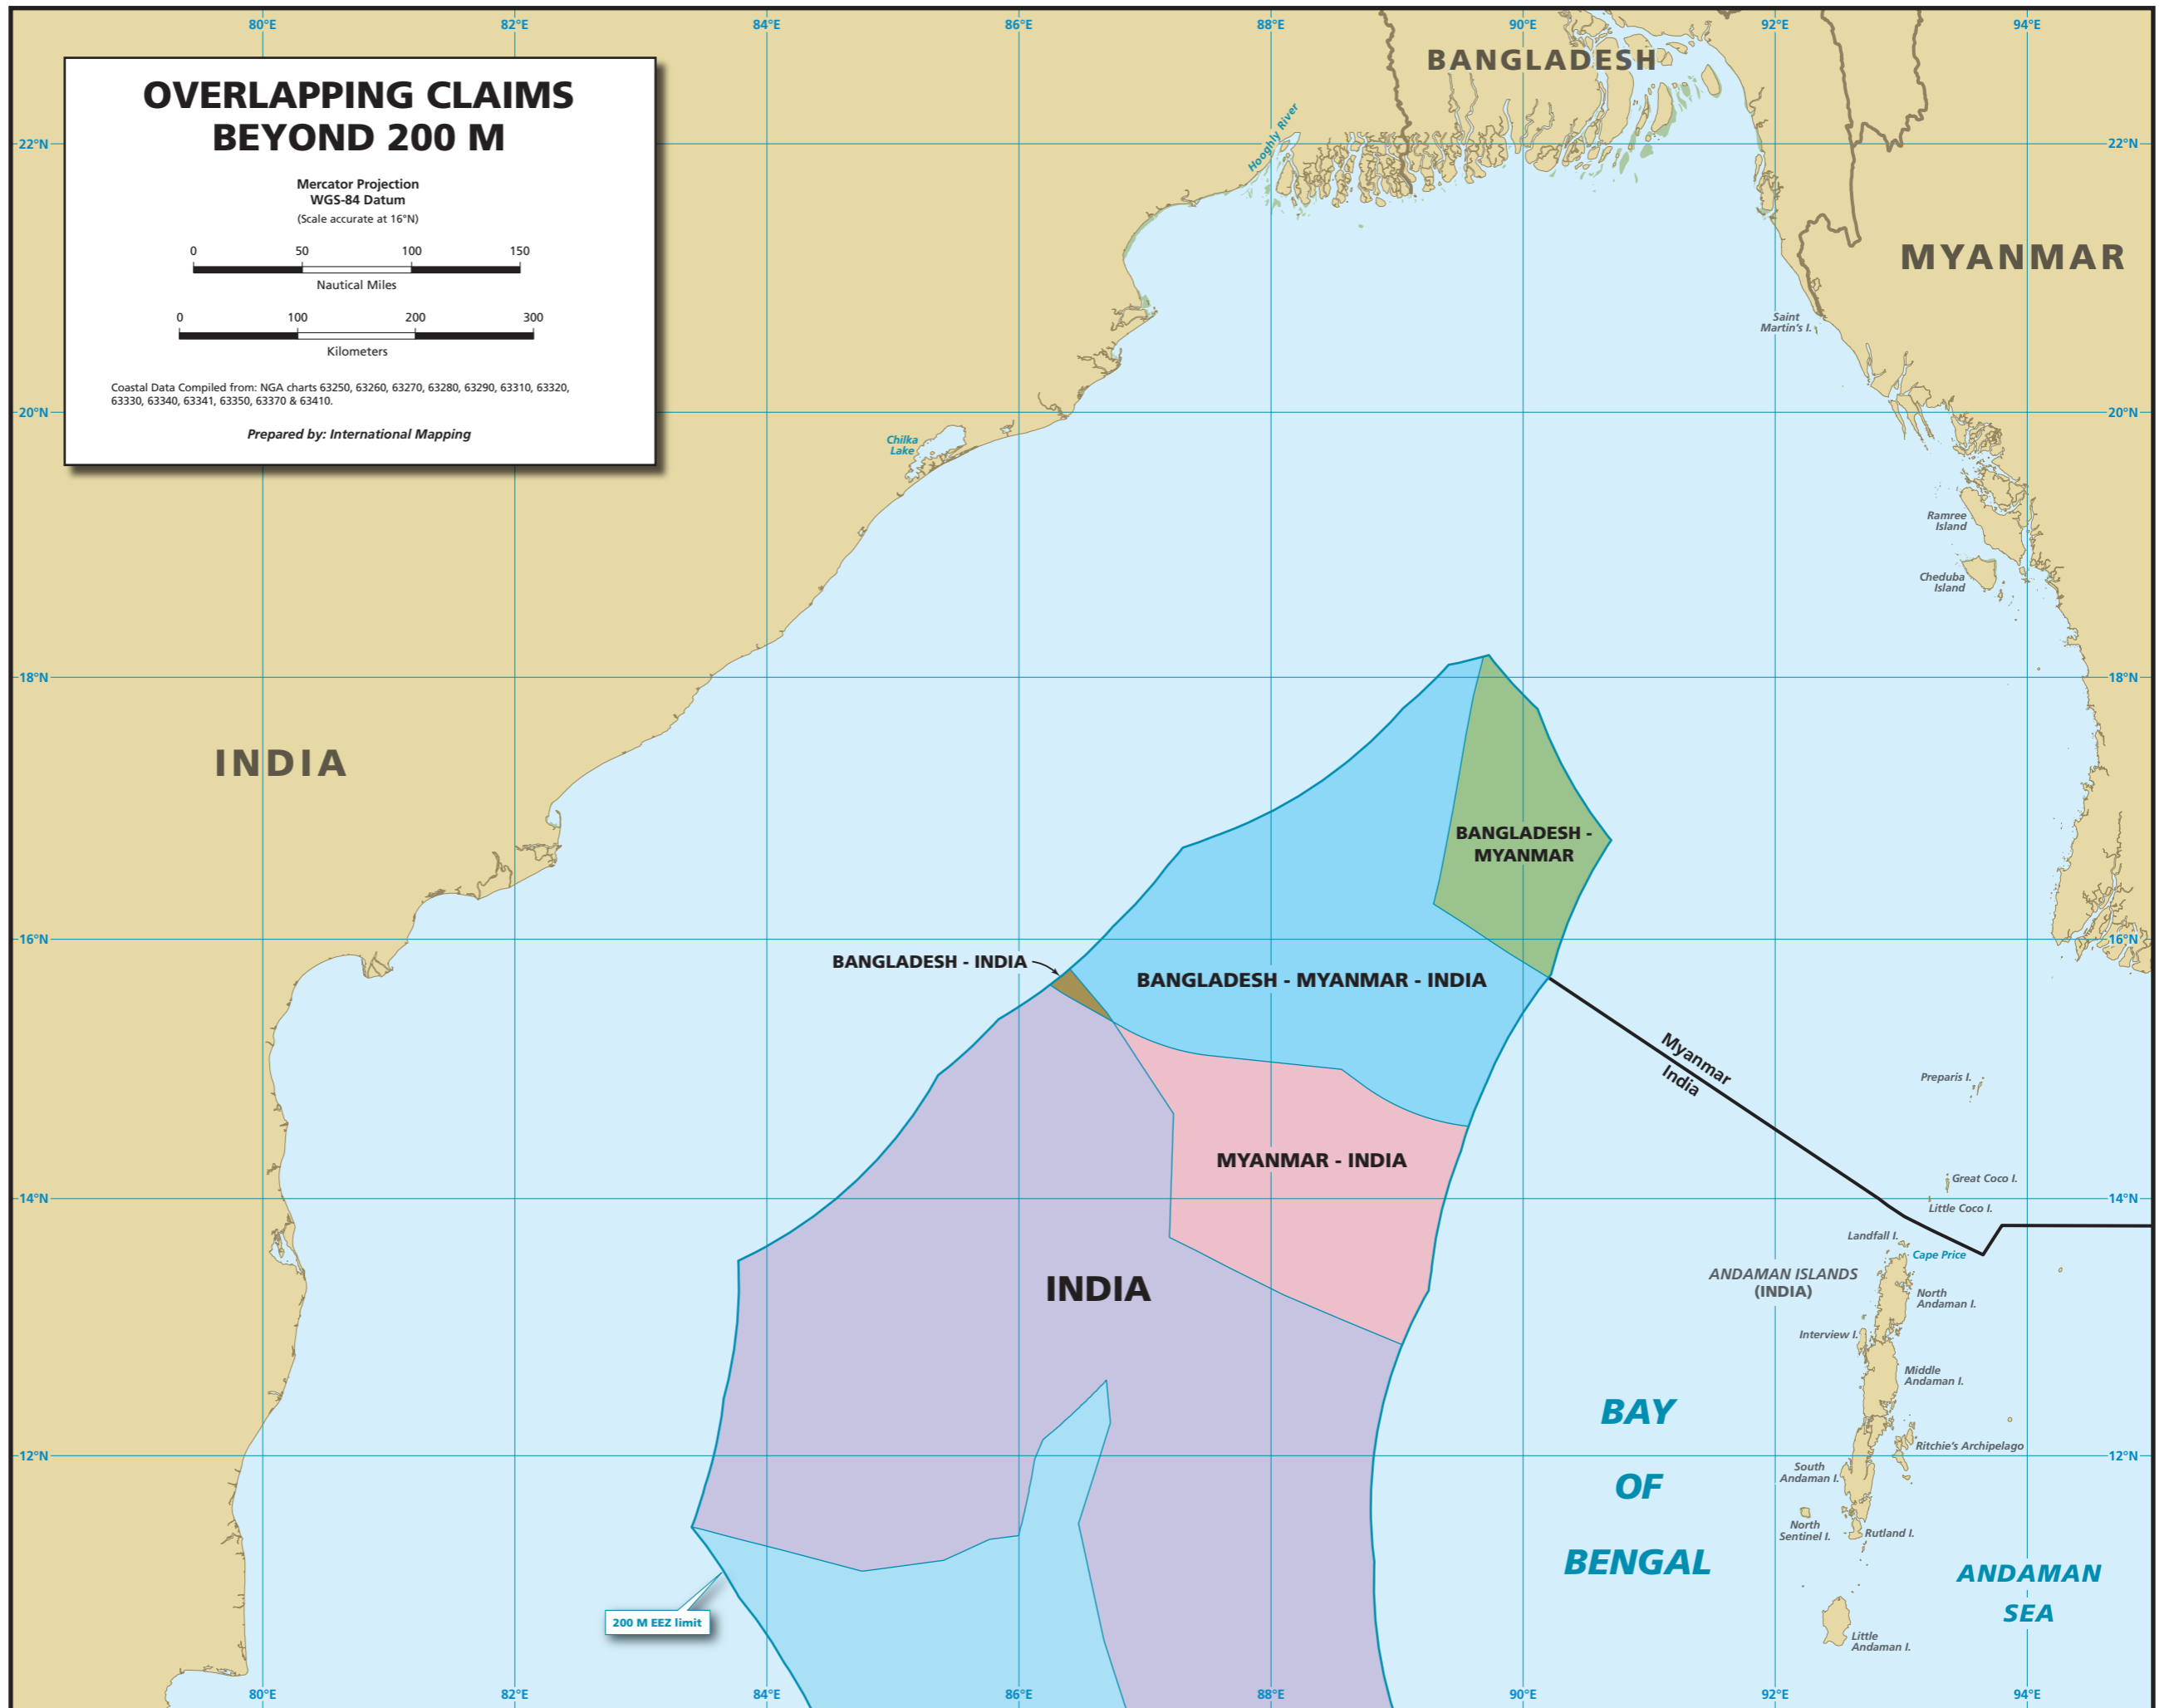 80°E
82°E
84°E
86°E
88°E
90°E
92°E
94°E
OVERLAPPING CLAIMS
BEYOND 200 M
Mercator Projection
WGS-84 Datum
(Scale accurate at 16°N)
0
50
100
150
Nautical Miles
0
100
200
300
Kilometers
Coastal Data Compiled from: NGA charts 63250, 63260, 63270, 63280, 63290, 63310, 63320,
63330, 63340, 63341, 63350, 63370 & 63410.
Prepared by: International Mapping
BANGLADESH
Hooghly River
22°N
22°N
MYANMAR
Saint
Martin's I.
20°N
20°N
Chilka
Lake
Ramree
Island
Cheduba
Island
18°N
18°N
INDIA
BANGLADESH -
MYANMAR
16°N
16°N
BANGLADESH - INDIA
BANGLADESH - MYANMAR - INDIA
Myanmar
India
Preparis I.
MYANMAR - INDIA
Great Coco I.
14°N
14°N
Little Coco I.
Landfall I.
Cape Price
ANDAMAN ISLANDS
(INDIA)
INDIA
North
Andaman I.
Interview I.
Middle
Andaman I.
BAY
OF
BENGAL
Ritchie's Archipelago
12°N
12°N
South
Andaman I.
North
Sentinel I.
Rutland I.
ANDAMAN
SEA
200 M EEZ limit
Little
Andaman I.
80°E
82°E
84°E
86°E
88°E
90°E
92°E
94°E